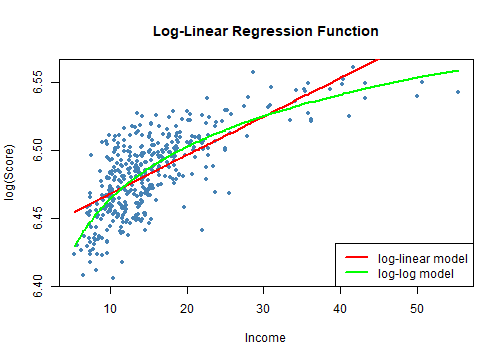 Log-Linear Regression Function
log(Score)
6.55
6.50
6.45
6.40
10 20 30 40 50
Income
log-linear model
log-log model